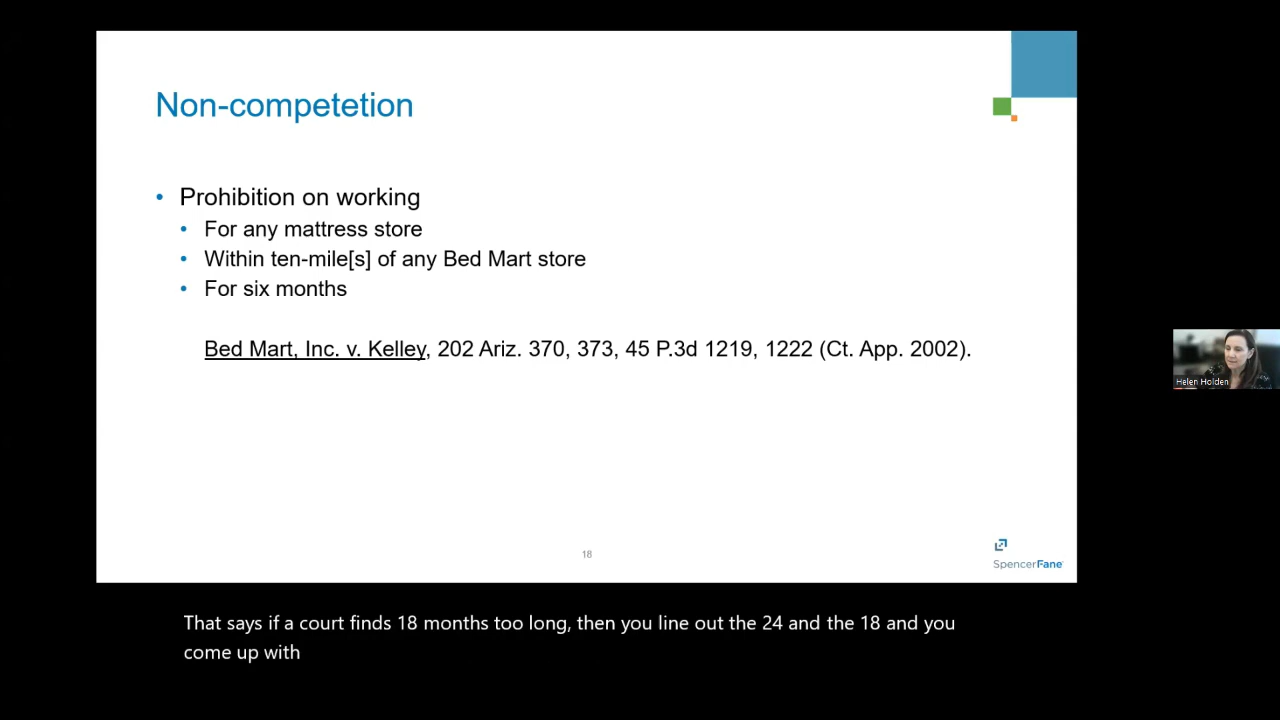 Non-competetion
• Prohibition on working
• For any mattress store
• Within ten-mile[s] of any Bed Mart store
• For six months
Bed Mart, Inc. v. Kelley, 202 Ariz. 370, 373, 45 P.3d 1219, 1222 (Ct. App. 2002).
Helen Holden
18
SpencerFane
That says if a court finds 18 months too long, then you line out the 24 and the 18 and you
come up with